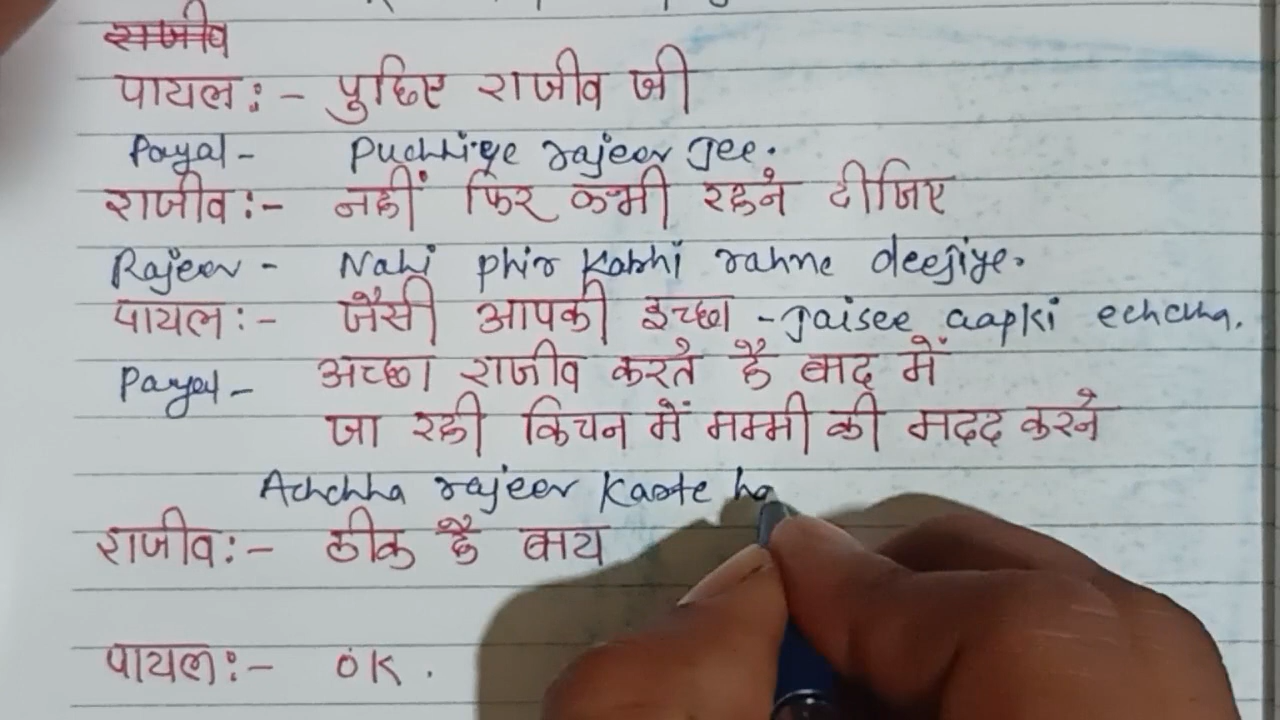 पायल :- पुछिए राजीव जी
Payal - Puchhiye rajeev Jee.
राजीव :- नहीं फिर कभी रहने दीजिए
Rajeev - Nahi phir Kabhi rahne deejiye.
पायल :- जैसी आपकी इच्छा - Jaisee aapki echchha.
Payal - अच्छा राजीव करते है बाद में
जा रही किचन में मम्मी की मदद करने
Achchha rajeev Karte ha
राजीव :- ठीक है बाय
पायल :- OK.